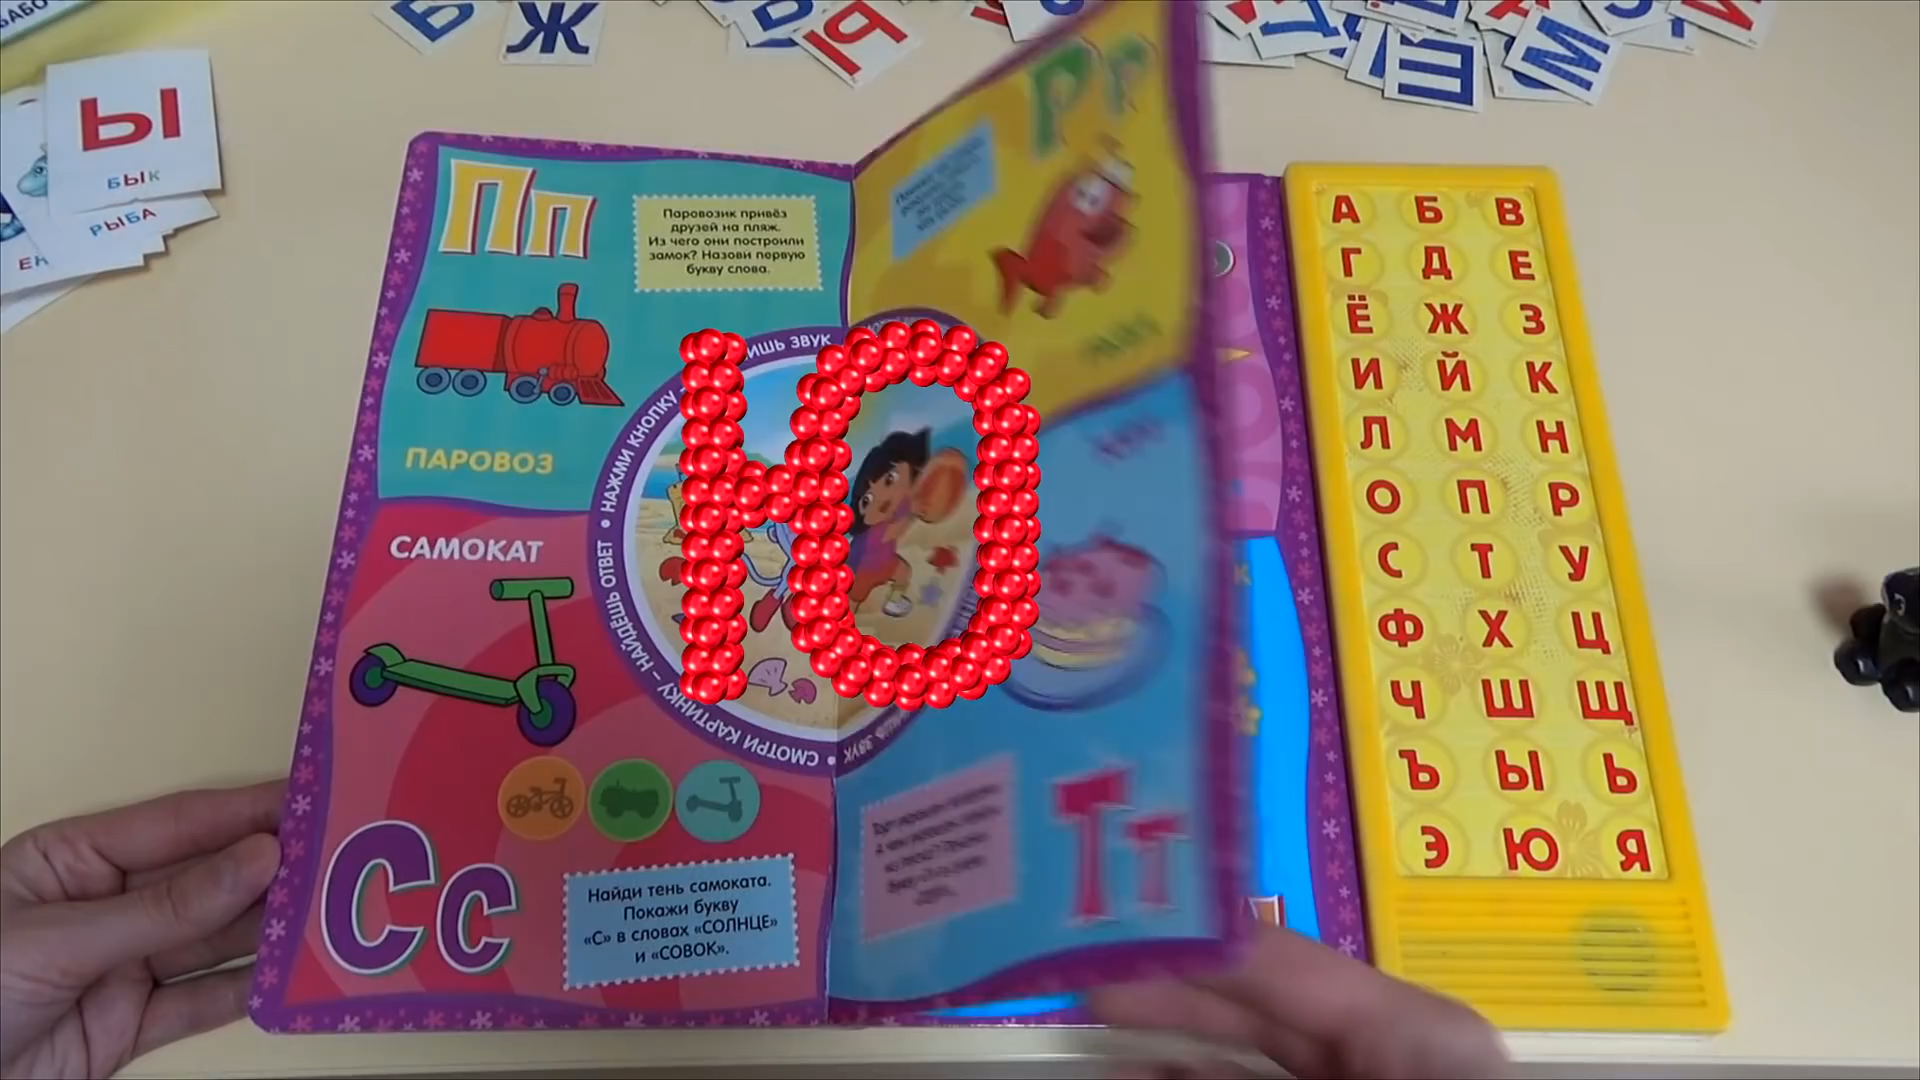 Ы
БЫК
РЫБА
Б
Ж
Ы
Ш
М
Пп
Паровозик привёз
друзей на пляж.
Из чего они построили
замок? Назови первую
букву слова.
ПАРОВОЗ
САМОКАТ
Сс
Найди тень самоката.
Покажи букву
«С» в словах «СОЛНЦЕ»
и «СОВОК».
СМОТРИ КАРТИНКУ – НАЙДЁШЬ ОТВЕТ • НАЖМИ КНОПКУ
ЗВУК
Рр
Тт
Ю
А Б В
Г Д Е
Ё Ж З
И Й К
Л М Н
О П Р
С Т У
Ф Х Ц
Ч Ш Щ
Ъ Ы Ь
Э Ю Я